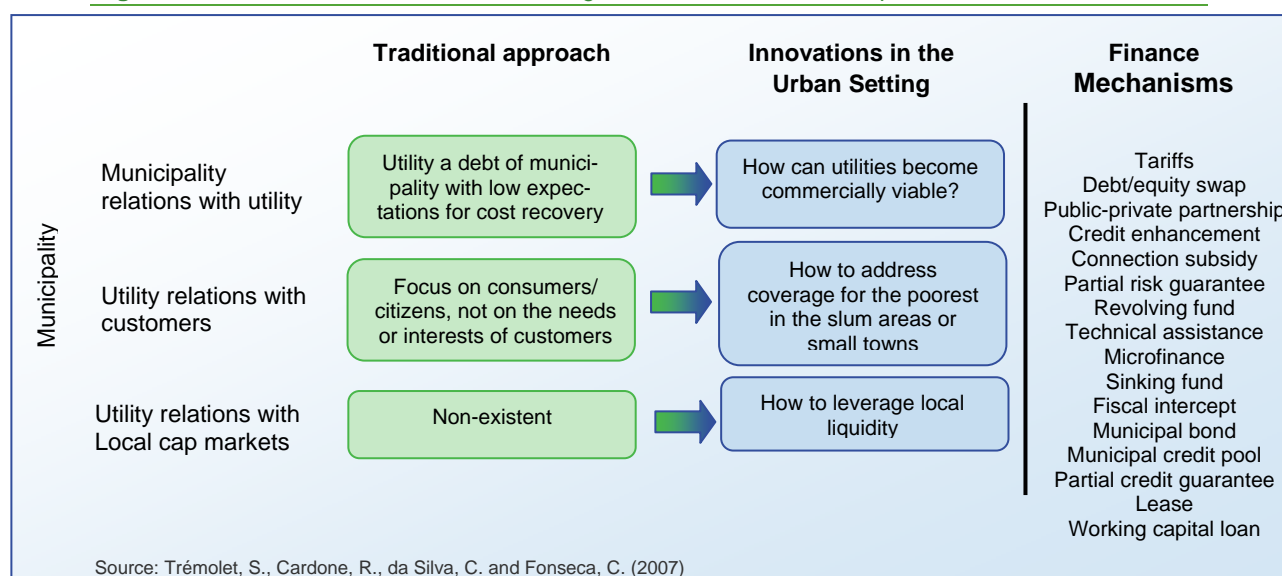 Traditional approach
Innovations in the
Urban Setting
Finance
Mechanisms
Municipality
Municipality
relations with utility
Utility a debt of munici-
pality with low expec-
tations for cost recovery
How can utilities become
commercially viable?
Utility relations with
customers
Focus on consumers/
citizens, not on the needs
or interests of customers
How to address
coverage for the poorest
in the slum areas or
small towns
Utility relations with
Local cap markets
Non-existent
How to leverage local
liquidity
Tariffs
Debt/equity swap
Public-private partnership
Credit enhancement
Connection subsidy
Partial risk guarantee
Revolving fund
Technical assistance
Microfinance
Sinking fund
Fiscal intercept
Municipal bond
Municipal credit pool
Partial credit guarantee
Lease
Working capital loan
Source: Trémolet, S., Cardone, R., da Silva, C. and Fonseca, C. (2007)